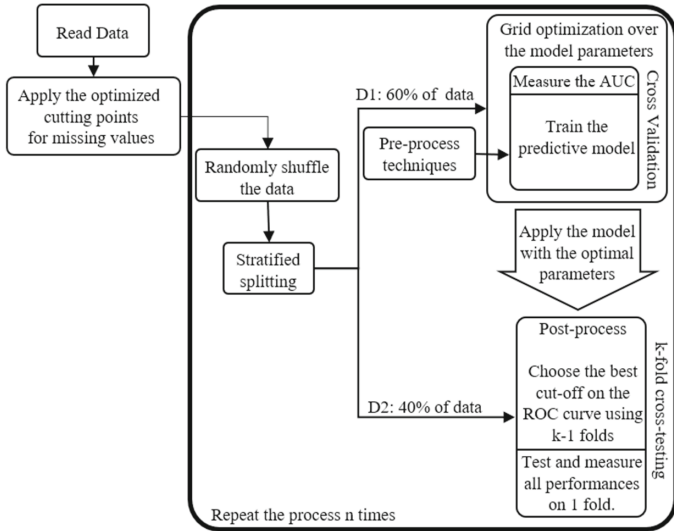 Read Data
Apply the optimized
cutting points
for missing values
Randomly shuffle
the data
Stratified
splitting
D1: 60% of data
Pre-process
techniques
Grid optimization over
the model parameters
Measure the AUC
Train the
predictive model
Cross Validation
Apply the model
with the optimal
parameters
D2: 40% of data
Post-process
Choose the best
cut-off on the
ROC curve using
k-1 folds
Test and measure
all performances
on 1 fold.
k-fold cross-testing
Repeat the process n times